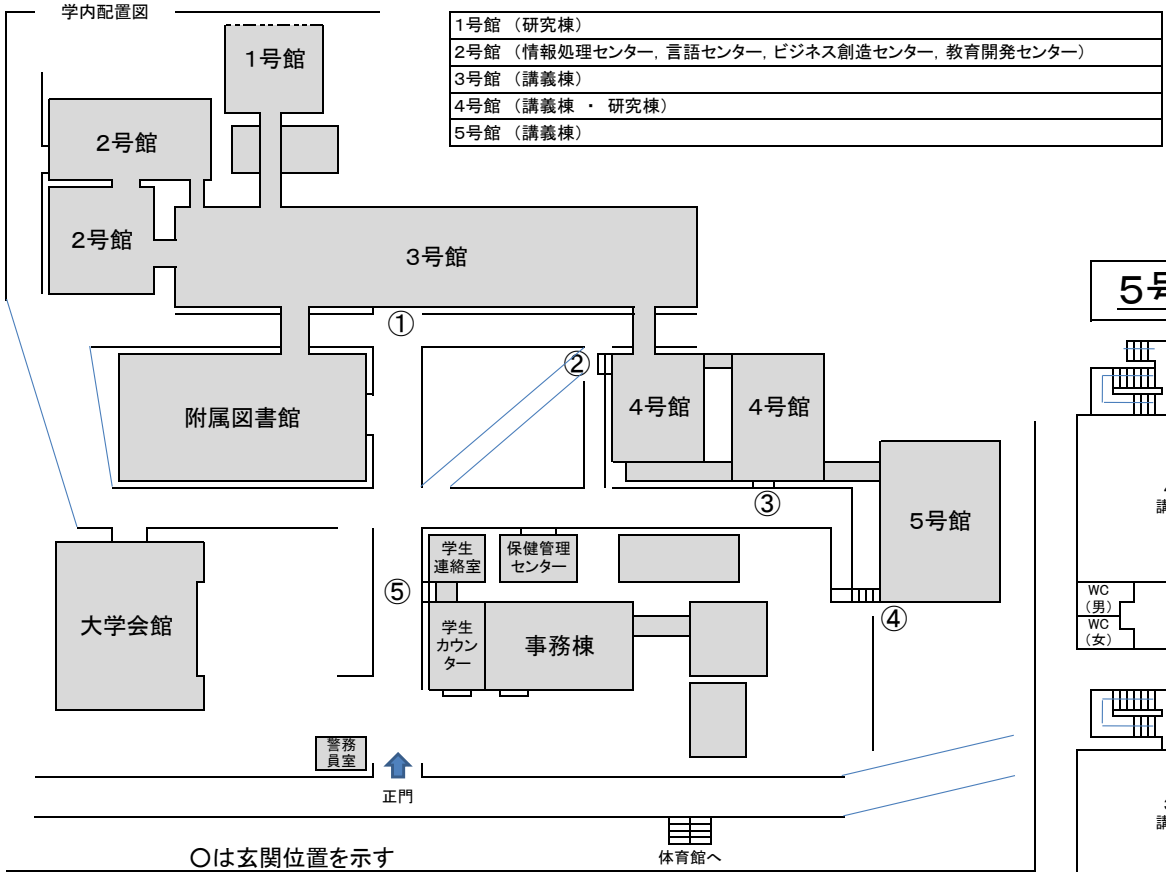 学内配置図
1号館 （研究棟）
2号館 （情報処理センター, 言語センター, ビジネス創造センター, 教育開発センター）
3号館 （講義棟）
4号館 （講義棟 ・ 研究棟）
5号館 （講義棟）
1号館
2号館
2号館
3号館
①
②
附属図書館
4号館
4号館
③
5号館
学生
連絡室
保健管理
センター
⑤
④
大学会館
学生
カウン
ター
事務棟
警務
員室
正門
○は玄関位置を示す
体育館へ
5号
講
WC
（男）
WC
（女）
講